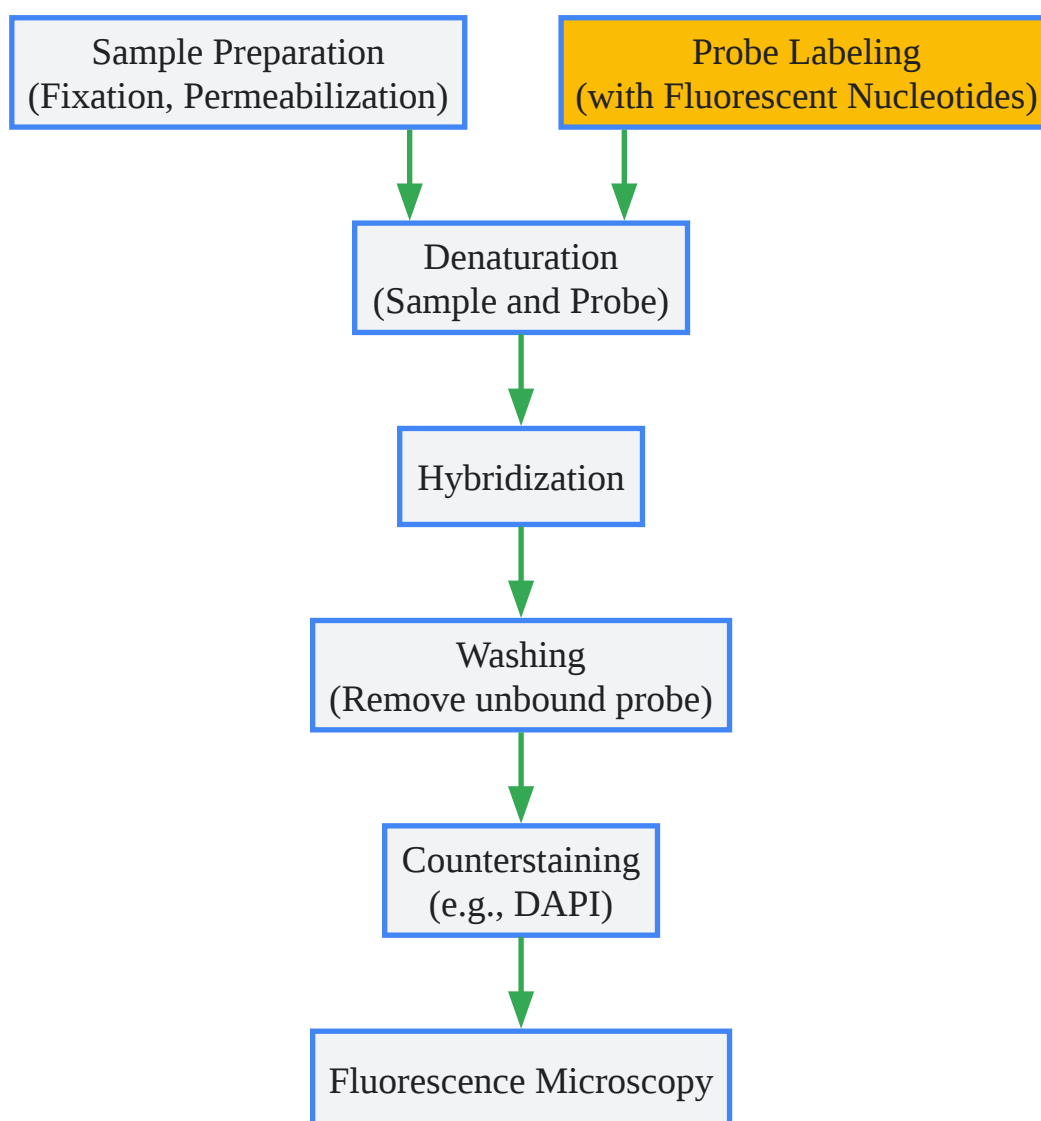 Sample Preparation
(Fixation, Permeabilization)
Probe Labeling
(with Fluorescent Nucleotides)
Denaturation
(Sample and Probe)
Hybridization
Washing
(Remove unbound probe)
Counterstaining
(e.g., DAPI)
Fluorescence Microscopy